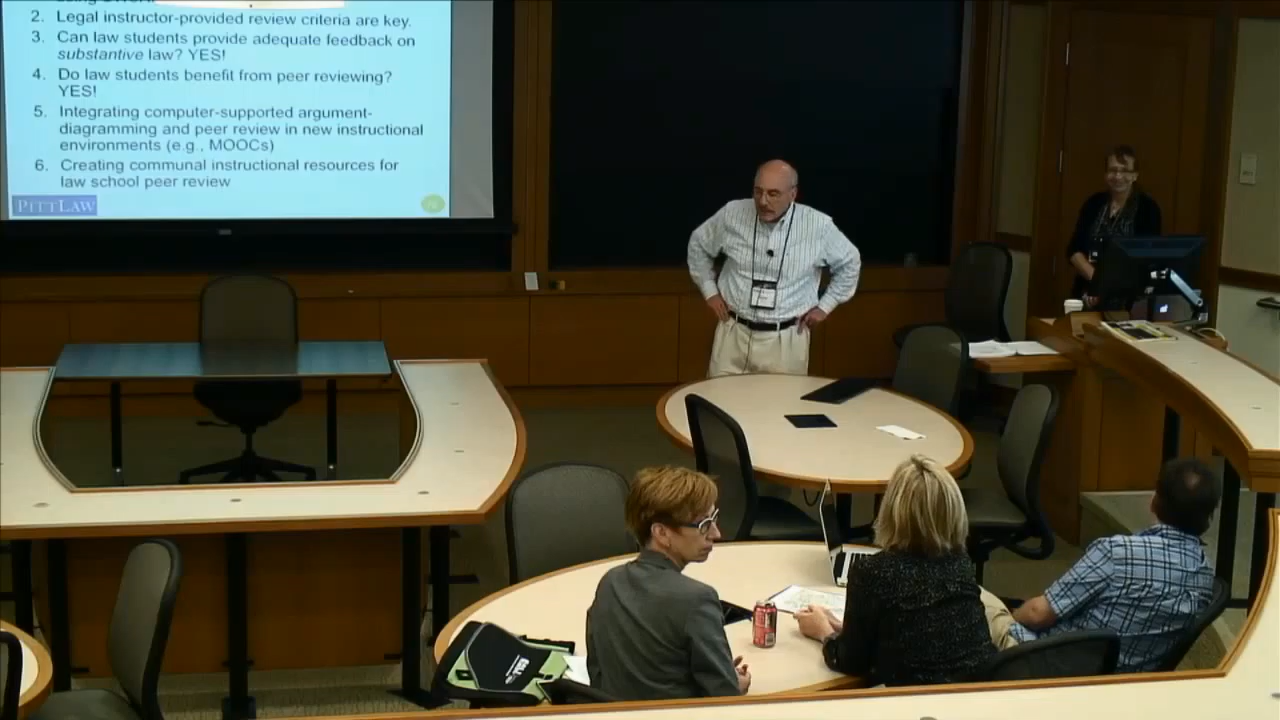 2. Legal instructor-provided review criteria are key.
3. Can law students provide adequate feedback on
substantive law? YES!
4. Do law students benefit from peer reviewing?
YES!
5. Integrating computer-supported argument-
diagramming and peer review in new instructional
environments (e.g., MOOCs)
6. Creating communal instructional resources for
law school peer review
PITTLAW